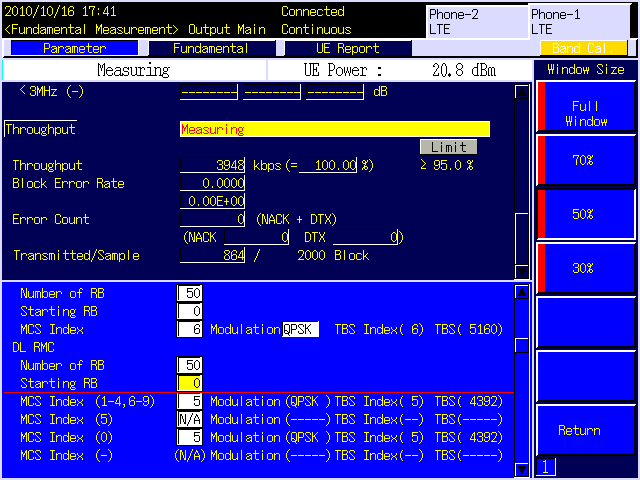 2010/10/16 17:41 Connected Phone-2 Phone-1
<Fundamental Measurement> Output Main Continuous LTE LTE
Parameter Fundamental UE Report Band Cal.
Measuring UE Power : 20.8 dBm Window Size
<3MHz (-) -------- -------- -------- dB
Full
Window
Throughput Measuring
Limit
70%
Throughput 3948 kbps (= 100.00 %) ≥ 95.0 %
Block Error Rate 0.0000
0.00E+00
50%
Error Count 0 (NACK + DTX)
(NACK 0 DTX 0)
Transmitted/Sample 864 / 2000 Block
30%
Number of RB 50
Starting RB 0
MCS Index 6 Modulation QPSK TBS Index( 6) TBS( 5160)
DL RMC
Number of RB 50
Starting RB 0
MCS Index (1-4,6-9) 5 Modulation (QPSK ) TBS Index( 5) TBS( 4392)
MCS Index (5) N/A Modulation (-----) TBS Index(--) TBS(-----)
MCS Index (0) 5 Modulation (QPSK ) TBS Index( 5) TBS( 4392)
Return
MCS Index (-) (N/A) Modulation (-----) TBS Index(--) TBS(-----)
1